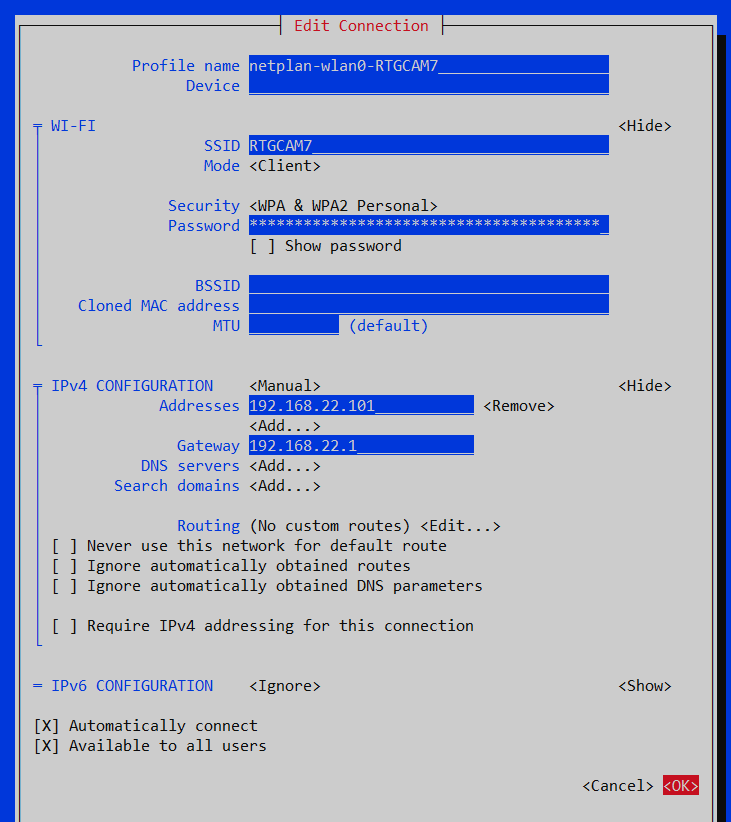 Edit Connection
Profile name netplan-wlan0-RTGCAM7
Device
WI-FI <Hide>
SSID RTGCAM7
Mode <Client>
Security <WPA & WPA2 Personal>
Password ***************************************
[ ] Show password
BSSID
Cloned MAC address
MTU (default)
IPv4 CONFIGURATION <Manual> <Hide>
Addresses 192.168.22.101 <Remove>
<Add...>
Gateway 192.168.22.1
DNS servers <Add...>
Search domains <Add...>
Routing (No custom routes) <Edit...>
[ ] Never use this network for default route
[ ] Ignore automatically obtained routes
[ ] Ignore automatically obtained DNS parameters
[ ] Require IPv4 addressing for this connection
IPv6 CONFIGURATION <Ignore> <Show>
[X] Automatically connect
[X] Available to all users
<Cancel> <OK>